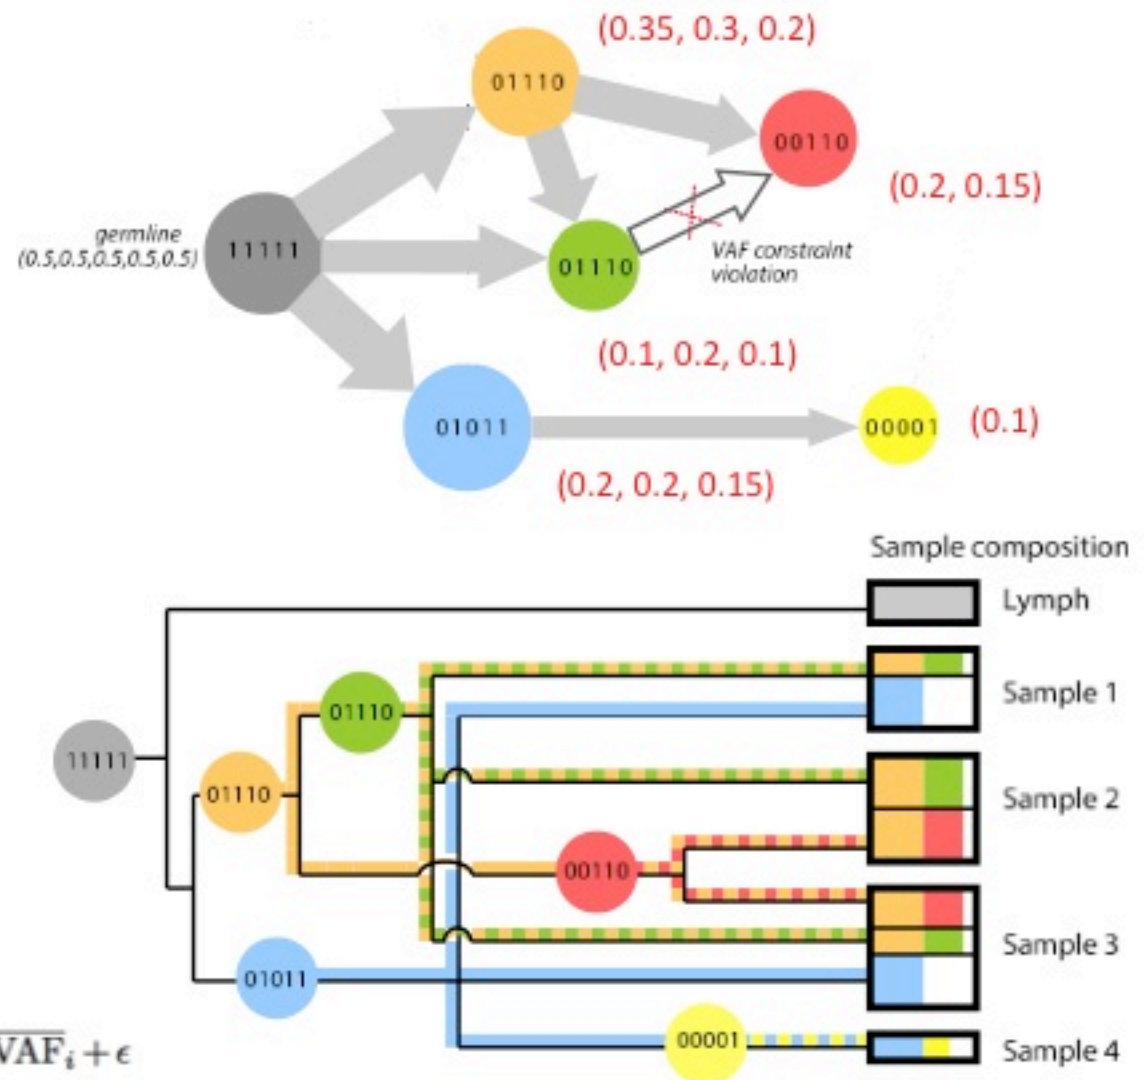 (0.35, 0.3, 0.2)
01110
00110
(0.2, 0.15)
germline
(0.5,0.5,0.5,0.5,0.5)
11111
01110
VAF constraint
violation
(0.1, 0.2, 0.1)
01011
00001
(0.1)
(0.2, 0.2, 0.15)
Sample composition
Lymph
01110
Sample 1
11111
01110
Sample 2
00110
Sample 3
01011
00001
Sample 4
VAF i + ϵ